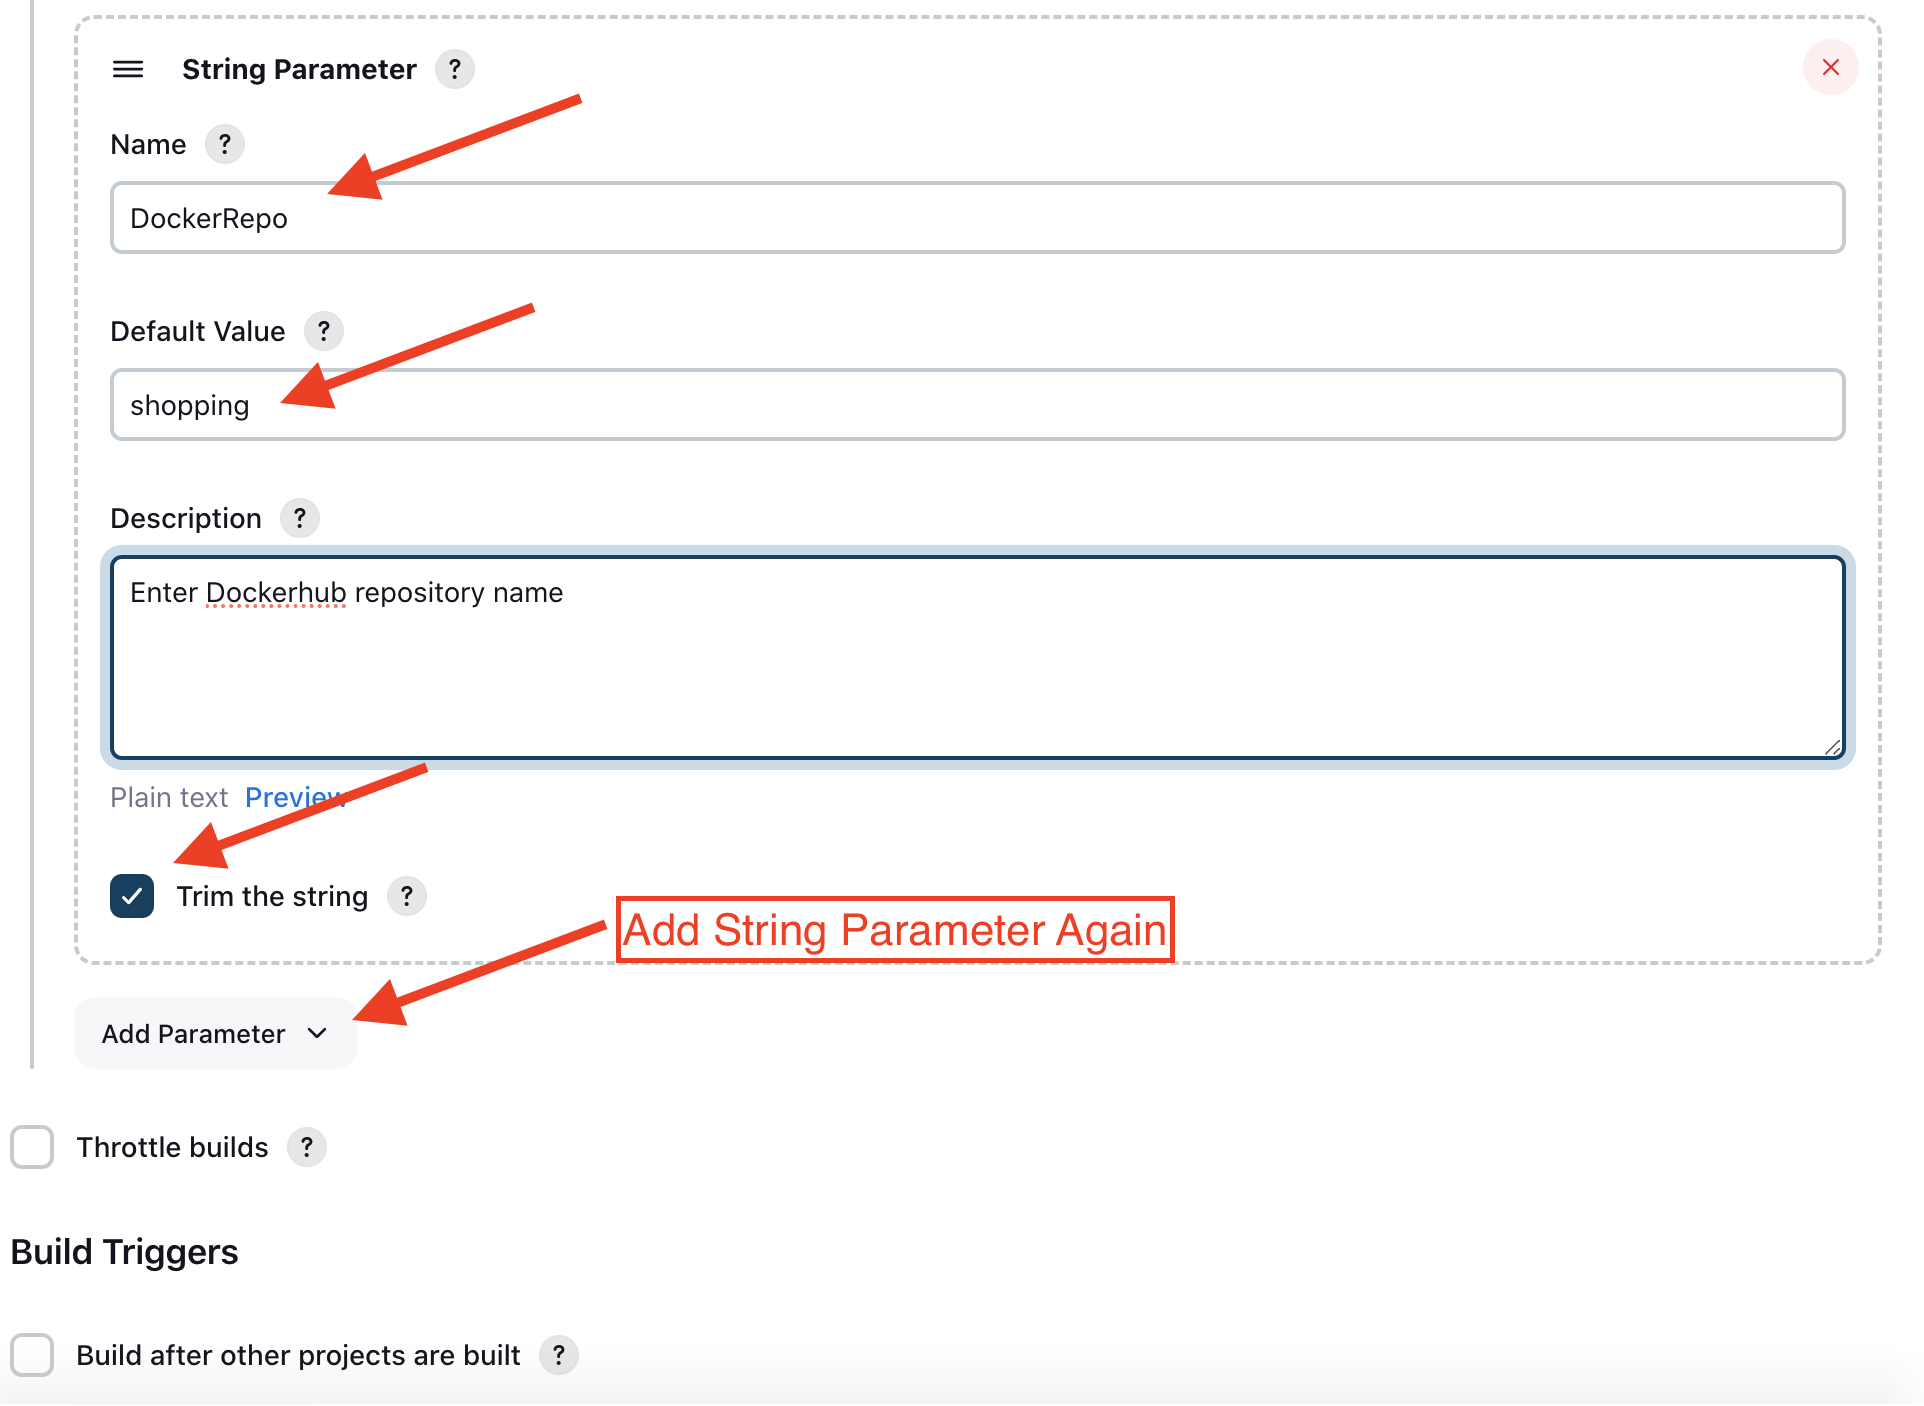 String Parameter ?
Name ?
DockerRepo
Default Value ?
shopping
Description ?
Enter Dockerhub repository name
Plain text Preview
Trim the string ?
Add String Parameter Again
Add Parameter
Throttle builds ?
Build Triggers
Build after other projects are built ?